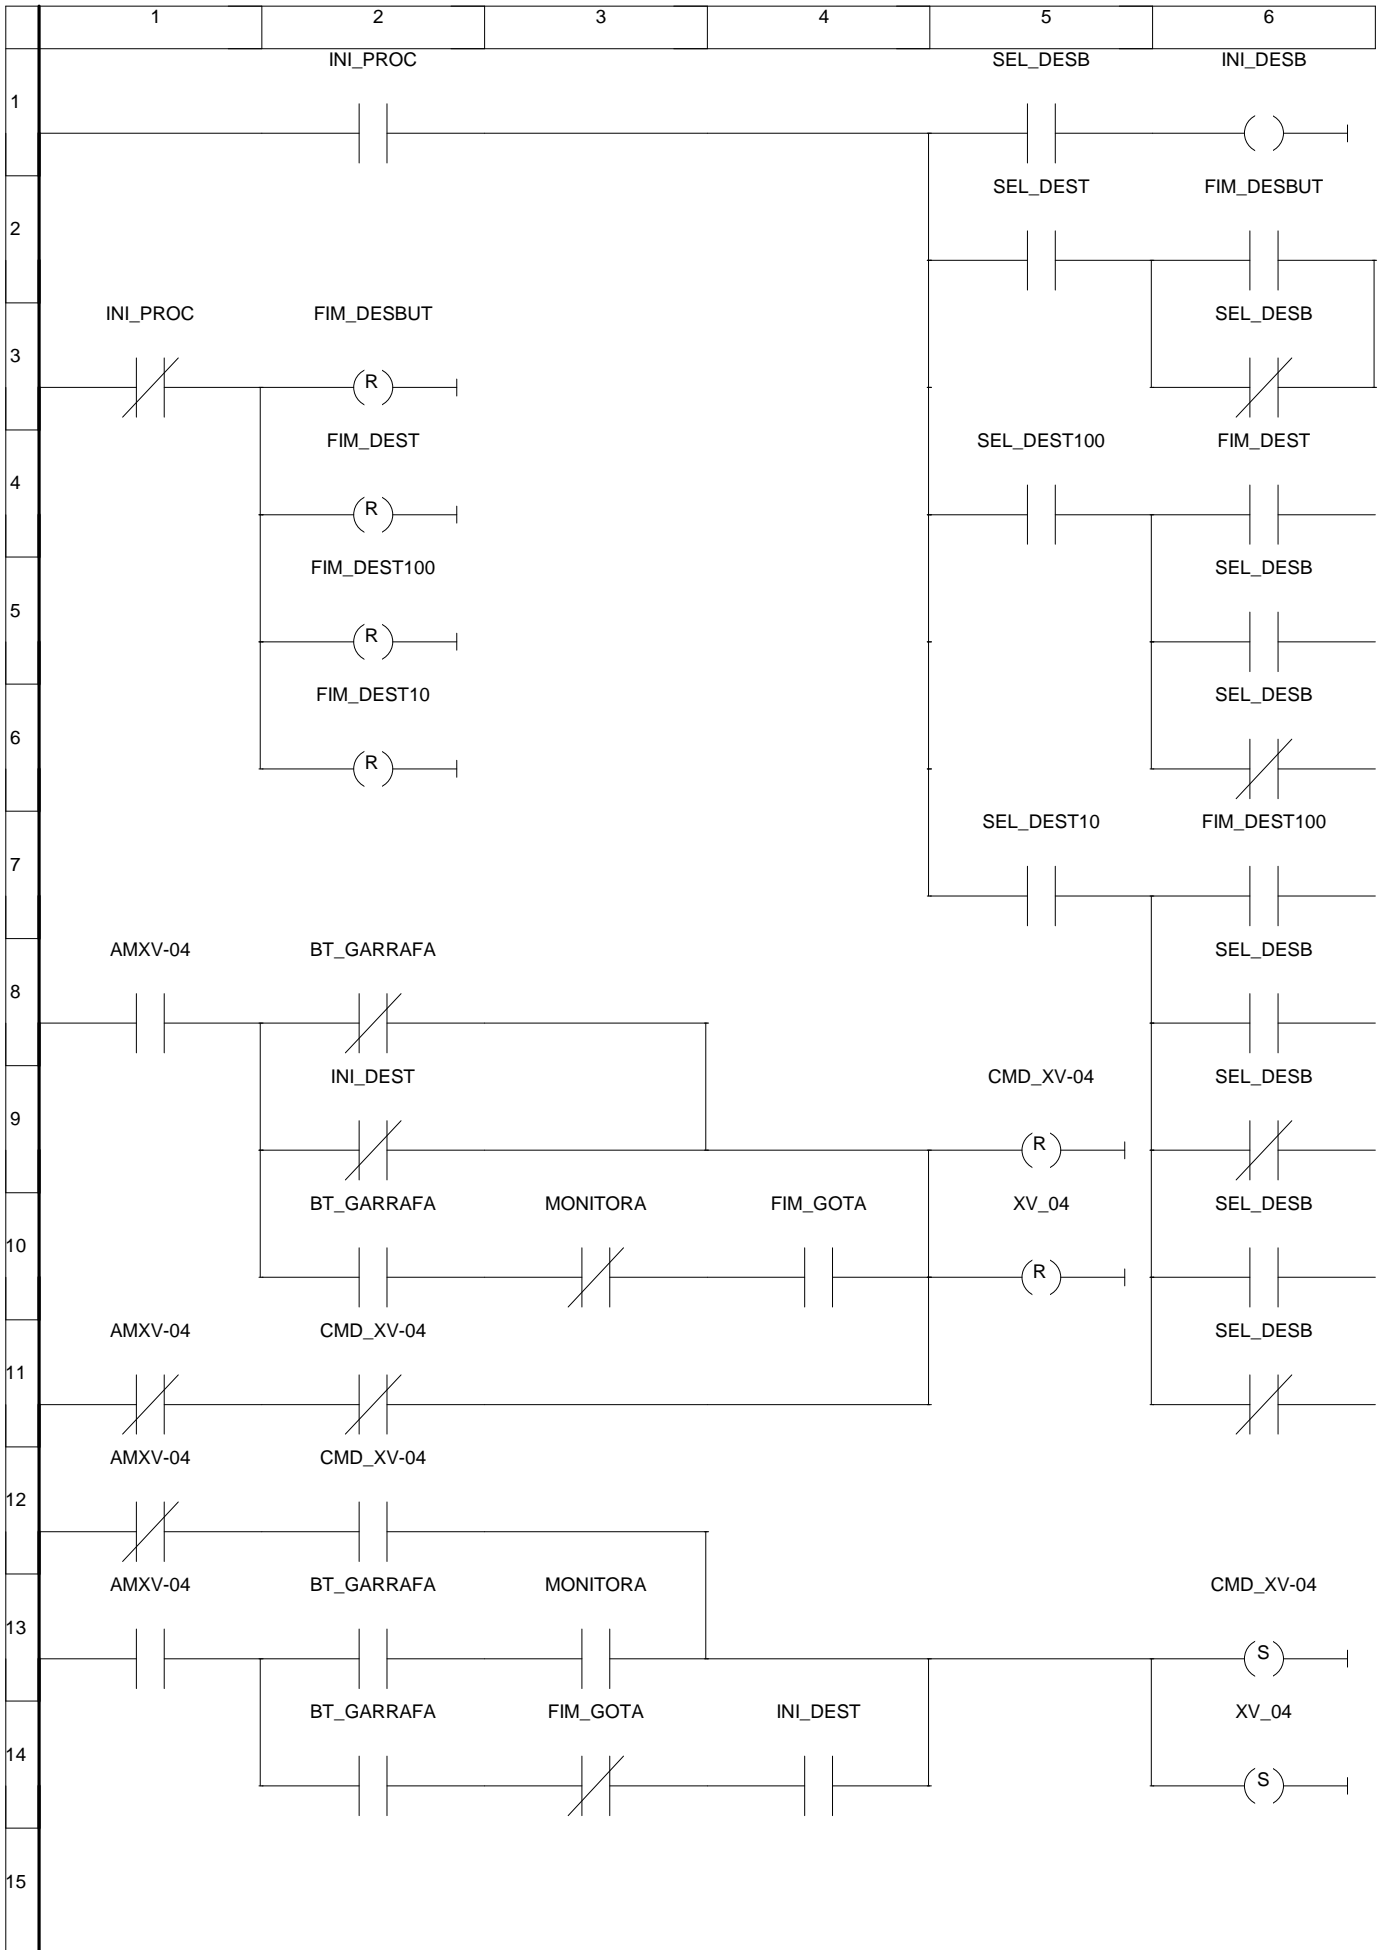 1 2 3 4 5 6
INI_PROC SEL_DESB INI_DESB
1
SEL_DEST FIM_DESBUT
2
INI_PROC FIM_DESBUT SEL_DESB
3
R
FIM_DEST SEL_DEST100 FIM_DEST
4
R
FIM_DEST100 SEL_DESB
5
R
FIM_DEST10 SEL_DESB
6
R
SEL_DEST10 FIM_DEST100
7
AMXV-04 BT_GARRAFA SEL_DESB
8
INI_DEST CMD_XV-04 SEL_DESB
9
R
BT_GARRAFA MONITORA FIM_GOTA XV_04 SEL_DESB
10
R
AMXV-04 CMD_XV-04 SEL_DESB
11
AMXV-04 CMD_XV-04
12
AMXV-04 BT_GARRAFA MONITORA CMD_XV-04
13
S
BT_GARRAFA FIM_GOTA INI_DEST XV_04
14
S
15